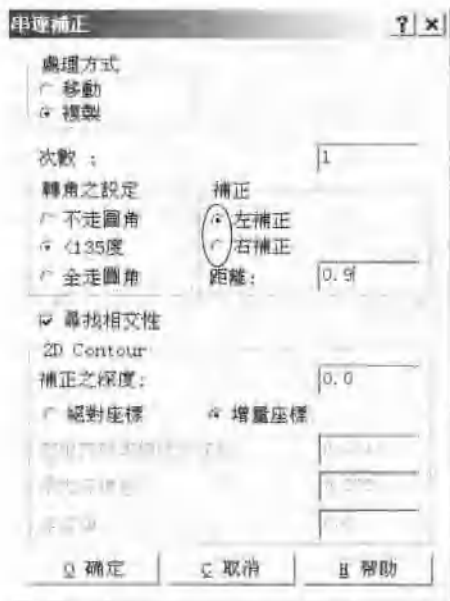 串連補正 ? ×
處理方式
移動
複製
次數 : 1
轉角之設定 補正
不走圓角 左補正
<135度 右補正
全走圓角 距離: 0.9
尋找相交性
2D Contour
補正之深度: 0.0
絕對座標 增量座標
O 确定 C 取消 H 帮助